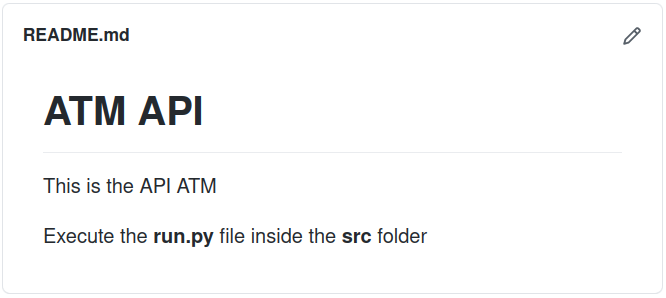 README.md
ATM API
This is the API ATM
Execute the run.py file inside the src folder